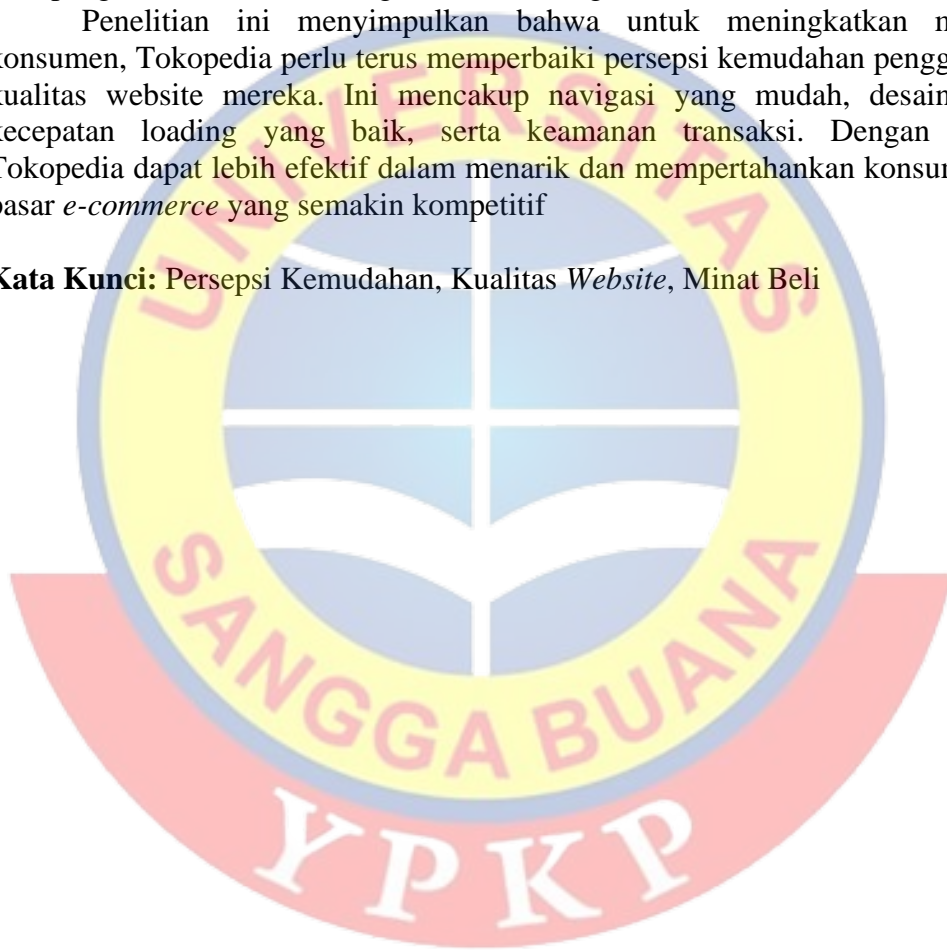 Penelitian ini menyimpulkan bahwa untuk meningkatkan
konsumen, Tokopedia perlu terus memperbaiki persepsi kemudahan
kualitas website mereka. Ini mencakup navigasi yang mudah, desain
kecepatan loading yang baik, serta keamanan transaksi. Dengan
Tokopedia dapat lebih efektif dalam menarik dan mempertahankan
pasar e-commerce yang semakin kompetitif
Kata Kunci: Persepsi Kemudahan, Kualitas Website, Minat Beli
UNIVERSITAS
SANGGA BUANA
YPKP